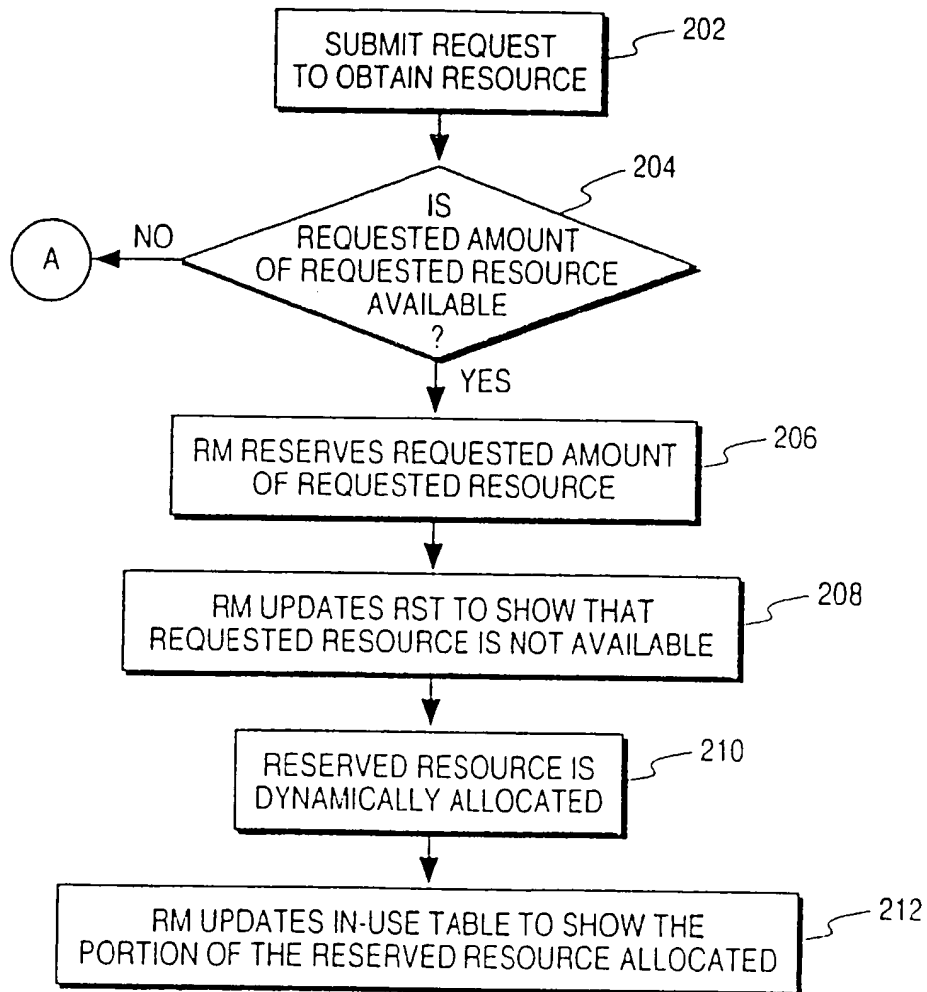 SUBMIT REQUEST
TO OBTAIN RESOURCE
202
IS
REQUESTED AMOUNT
OF REQUESTED RESOURCE
AVAILABLE
?
204
NO
A
YES
RM RESERVES REQUESTED AMOUNT
OF REQUESTED RESOURCE
206
RM UPDATES RST TO SHOW THAT
REQUESTED RESOURCE IS NOT AVAILABLE
208
RESERVED RESOURCE IS
DYNAMICALLY ALLOCATED
210
RM UPDATES IN-USE TABLE TO SHOW THE
PORTION OF THE RESERVED RESOURCE ALLOCATED
212